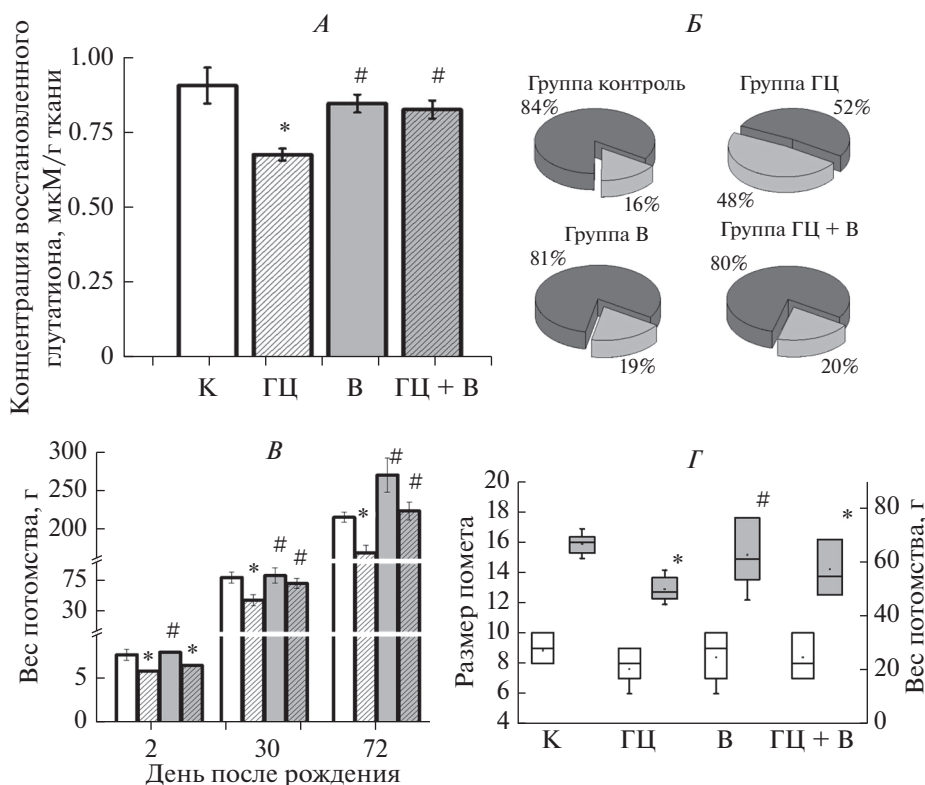 А
Концентрация восстановленного
глутатиона, мкМ/г ткани
1.00
0.75
0.50
0.25
0
*
#
#
К
ГЦ
В
ГЦ + В
Б
Группа контроль
84%
16%
Группа ГЦ
52%
48%
Группа В
81%
19%
Группа ГЦ + В
80%
20%
В
Вес потомства, г
300
250
200
75
30
5
0
*
#
*
*
#
#
*
#
#
2
30
72
День после рождения
Г
Размер помета
20
18
16
14
12
10
8
6
4
*
#
*
80
60
40
20
0
Вес потомства, г
К
ГЦ
В
ГЦ + В